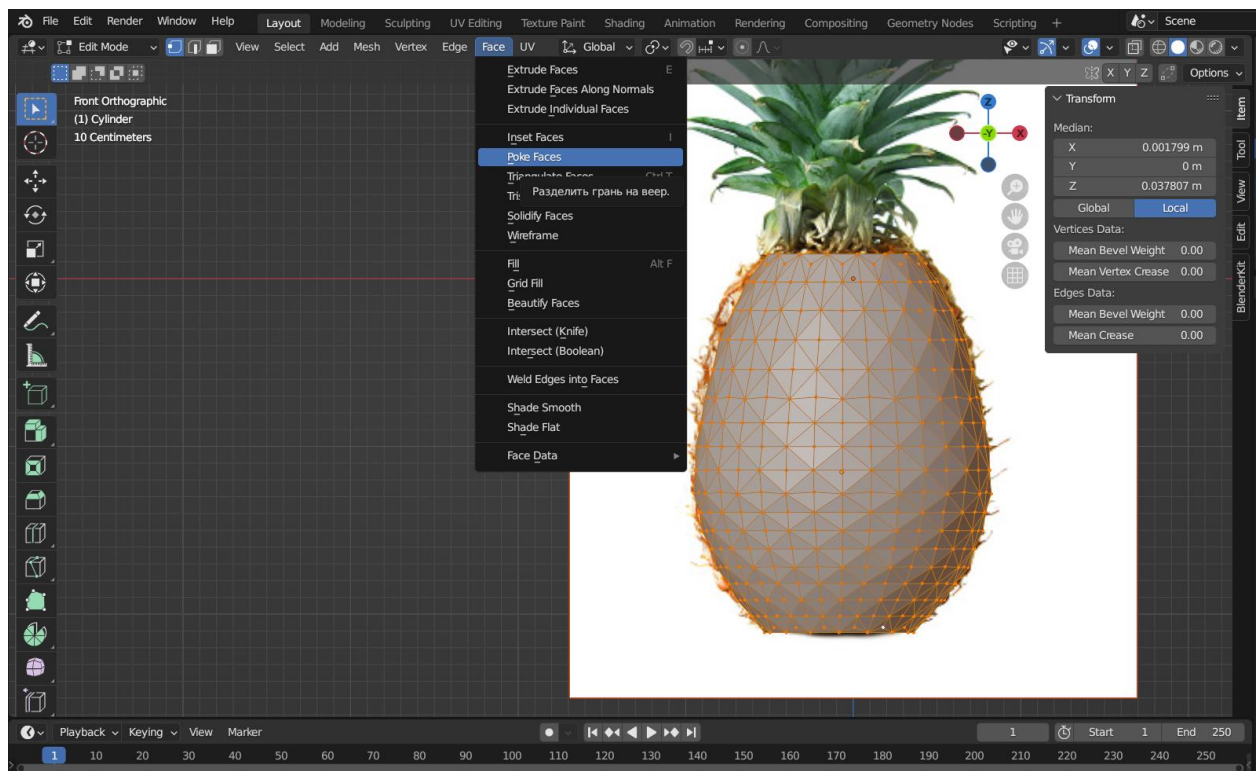 File Edit Render Window Help Layout Modeling Sculpting UV Editing Texture Paint Shading Animation Rendering Compositing Geometry Nodes Scripting + Scene
Edit Mode View Select Add Mesh Vertex Edge Face UV Global
X Y Z Options
Front Orthographic
(1) Cylinder
10 Centimeters
Extrude Faces E
Extrude Faces Along Normals
Extrude Individual Faces
Inset Faces I
Poke Faces
Triangulate Faces Ctrl T
Разделить грань на веер.
Solidify Faces
Wireframe
Fill Alt F
Grid Fill
Beautify Faces
Intersect (Knife)
Intersect (Boolean)
Weld Edges into Faces
Shade Smooth
Shade Flat
Face Data
Z
-Y
X
Transform
Median:
X 0.001799 m
Y 0 m
Z 0.037807 m
Global Local
Vertices Data:
Mean Bevel Weight 0.00
Mean Vertex Crease 0.00
Edges Data:
Mean Bevel Weight 0.00
Mean Crease 0.00
Item
Tool
View
Edit
BlenderKit
Playback Keying View Marker 1 Start 1 End 250
1 10 20 30 40 50 60 70 80 90 100 110 120 130 140 150 160 170 180 190 200 210 220 230 240 250